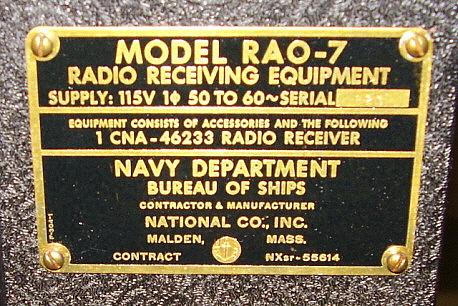 MODEL RAO-7
RADIO RECEIVING EQUIPMENT
SUPPLY: 115V 1Φ 50 TO 60~SERIAL
EQUIPMENT CONSISTS OF ACCESSORIES AND THE FOLLOWING
1 CNA-46233 RADIO RECEIVER
NAVY DEPARTMENT
BUREAU OF SHIPS
CONTRACTOR & MANUFACTURER
NATIONAL CO., INC.
MALDEN, MASS.
CONTRACT NXsr-55614